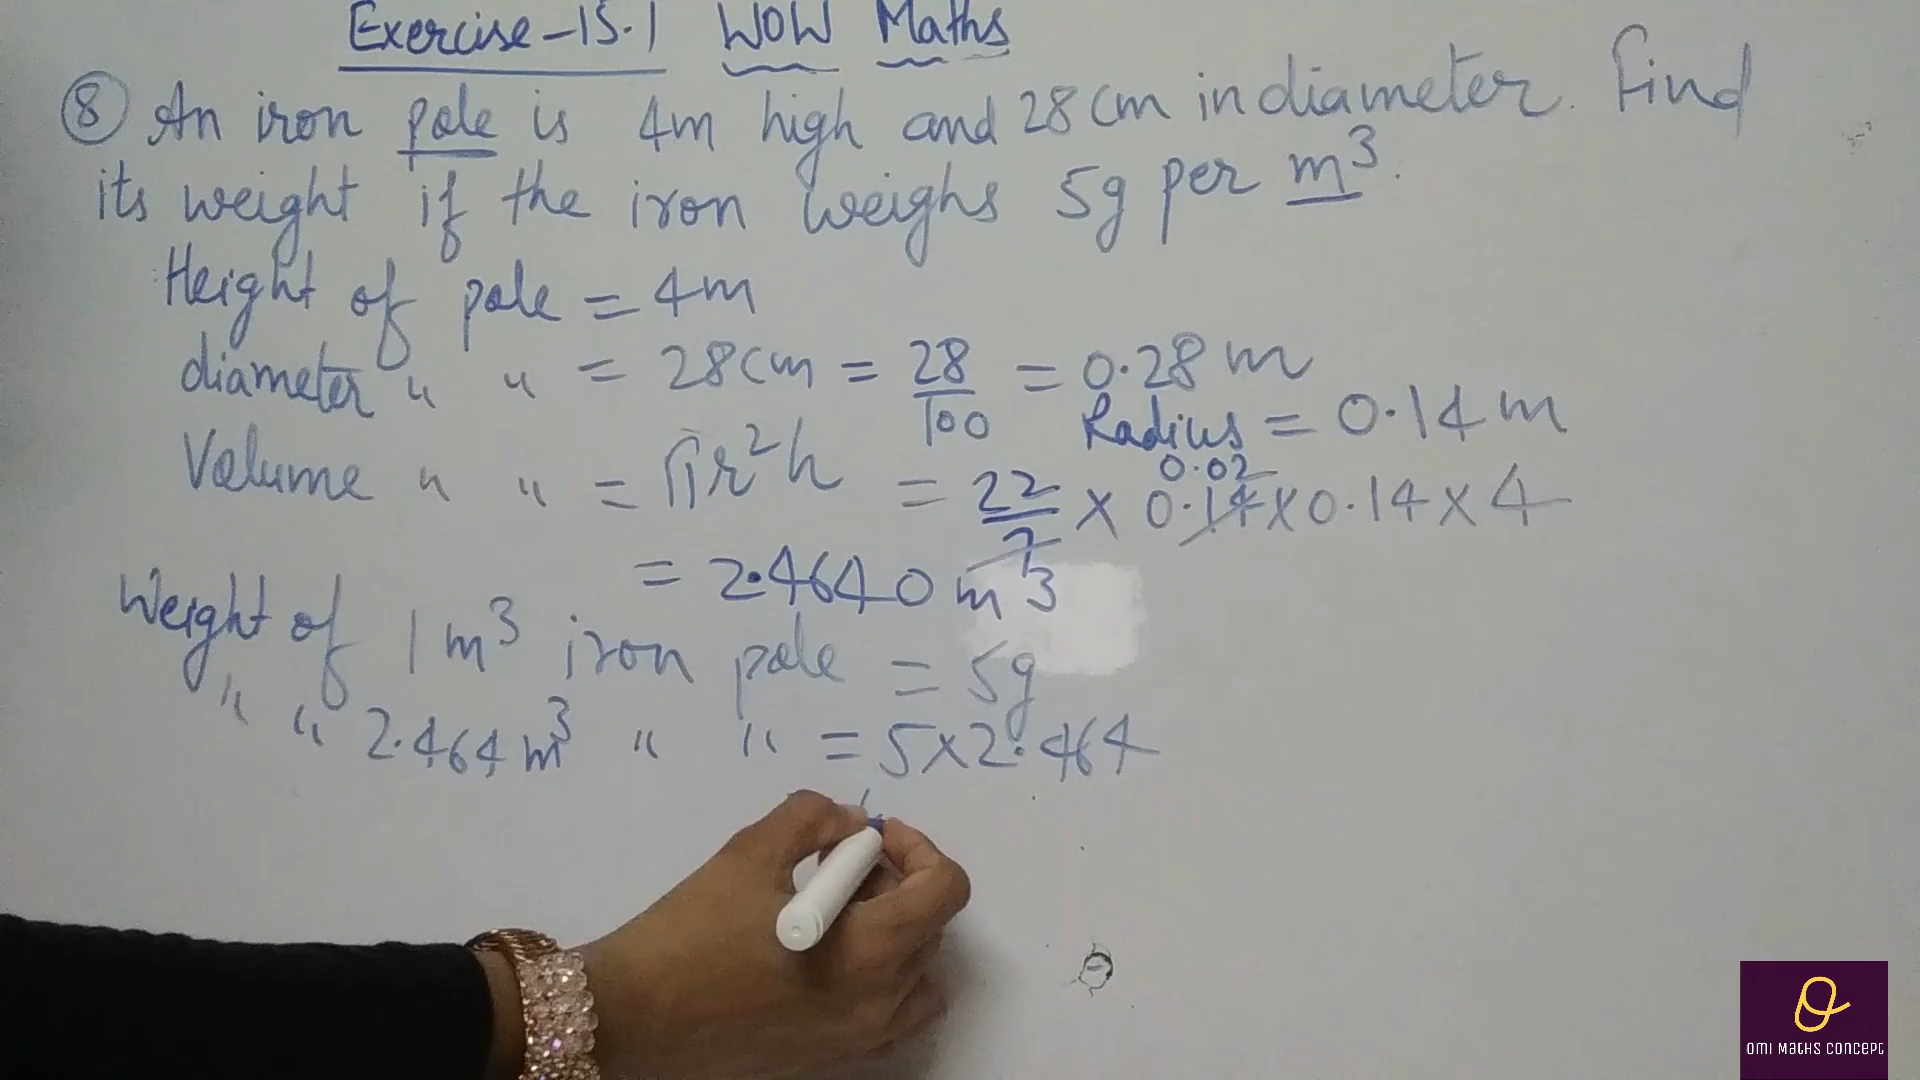 Exercise-15.1 WOW Maths
⑧ An iron pole is 4m high and 28cm in diameter. Find
its weight if the iron weighs 5g per m³.
Height of pole = 4m
diameter " " = 28cm = 28/100 = 0.28 m
Radius = 0.14 m
Volume " " = πr²h = 22/7 × 0.14 × 0.14 × 4
0.02
= 2.4640 m³
Weight of 1 m³ iron pole = 5g
" " 2.464 m³ " " = 5×2.464
OMI MATHS CONCEPT